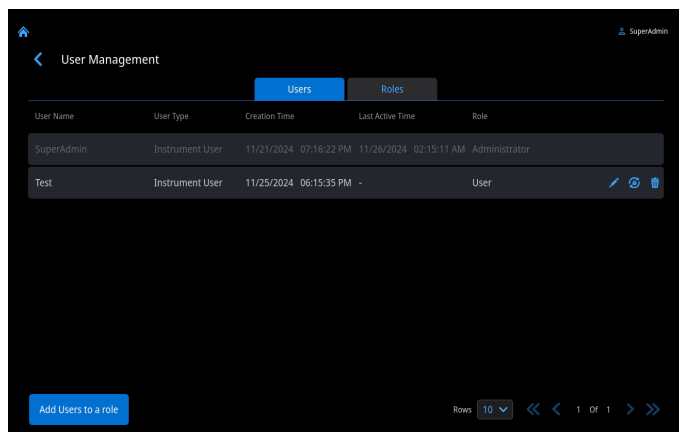 SuperAdmin
User Management
Users Roles
User Name User Type Creation Time Last Active Time Role
SuperAdmin Instrument User 11/21/2024 07:16:22 PM 11/26/2024 02:15:11 AM Administrator
Test Instrument User 11/25/2024 06:15:35 PM - User
Add Users to a role Rows 10 1 Of 1